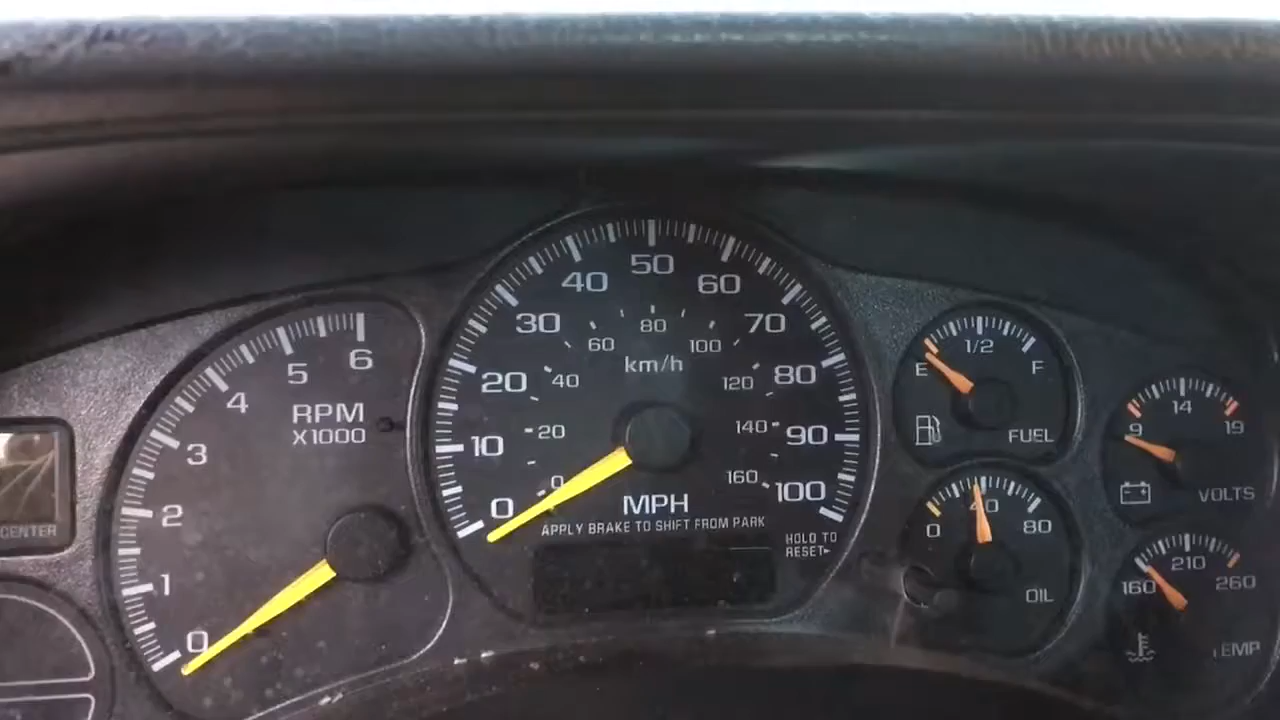 CENTER
0
1
2
3
4
5
6
RPM
X1000
0
10
20
30
40
50
60
70
80
90
100
0
20
40
60
80
100
120
140
160
km/h
MPH
APPLY BRAKE TO SHIFT FROM PARK
HOLD TO
RESET
E
1/2
F
FUEL
0
40
80
OIL
9
14
19
VOLTS
160
210
260
TEMP